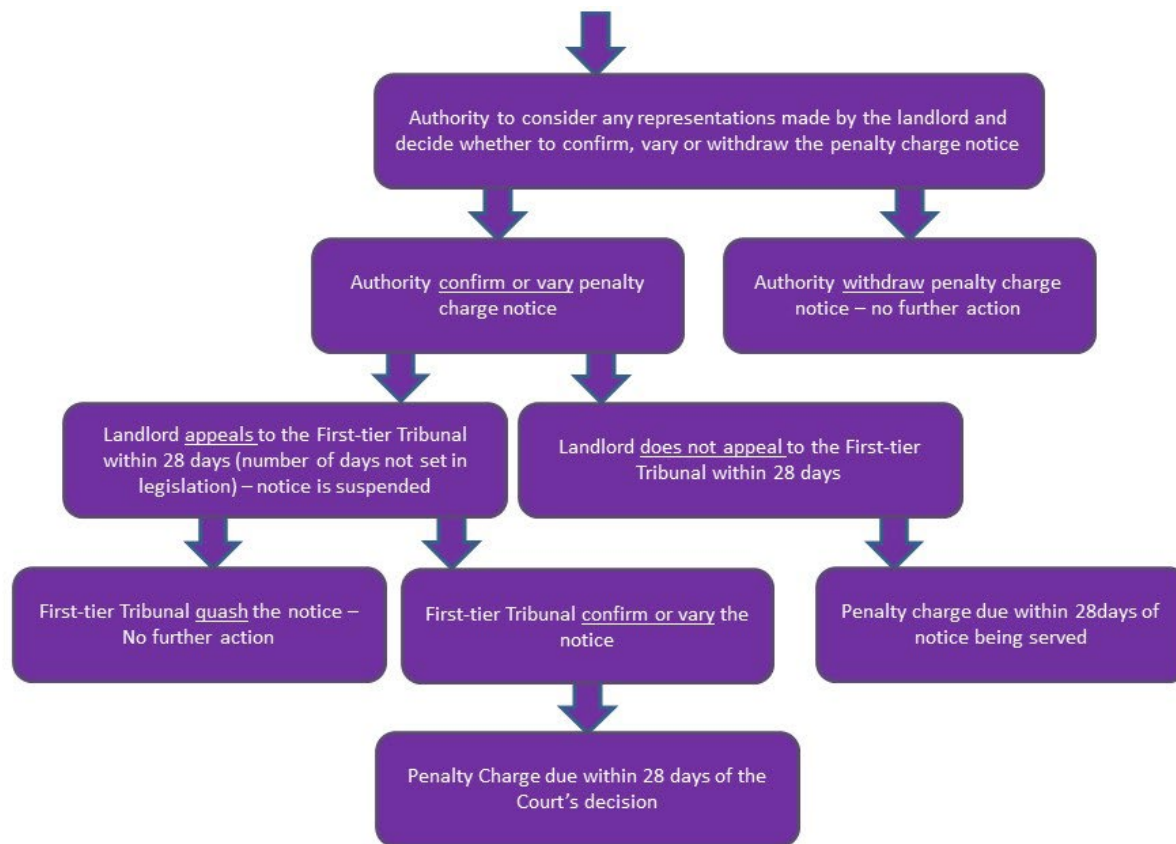 Authority to consider any representations made by the landlord and
decide whether to confirm, vary or withdraw the penalty charge notice
Authority confirm or vary penalty
charge notice
Authority withdraw penalty charge
notice – no further action
Landlord appeals to the First-tier Tribunal
within 28 days (number of days not set in
legislation) – notice is suspended
Landlord does not appeal to the First-tier
Tribunal within 28 days
First-tier Tribunal quash the notice –
No further action
First-tier Tribunal confirm or vary the
notice
Penalty charge due within 28days of
notice being served
Penalty Charge due within 28 days of the
Court's decision